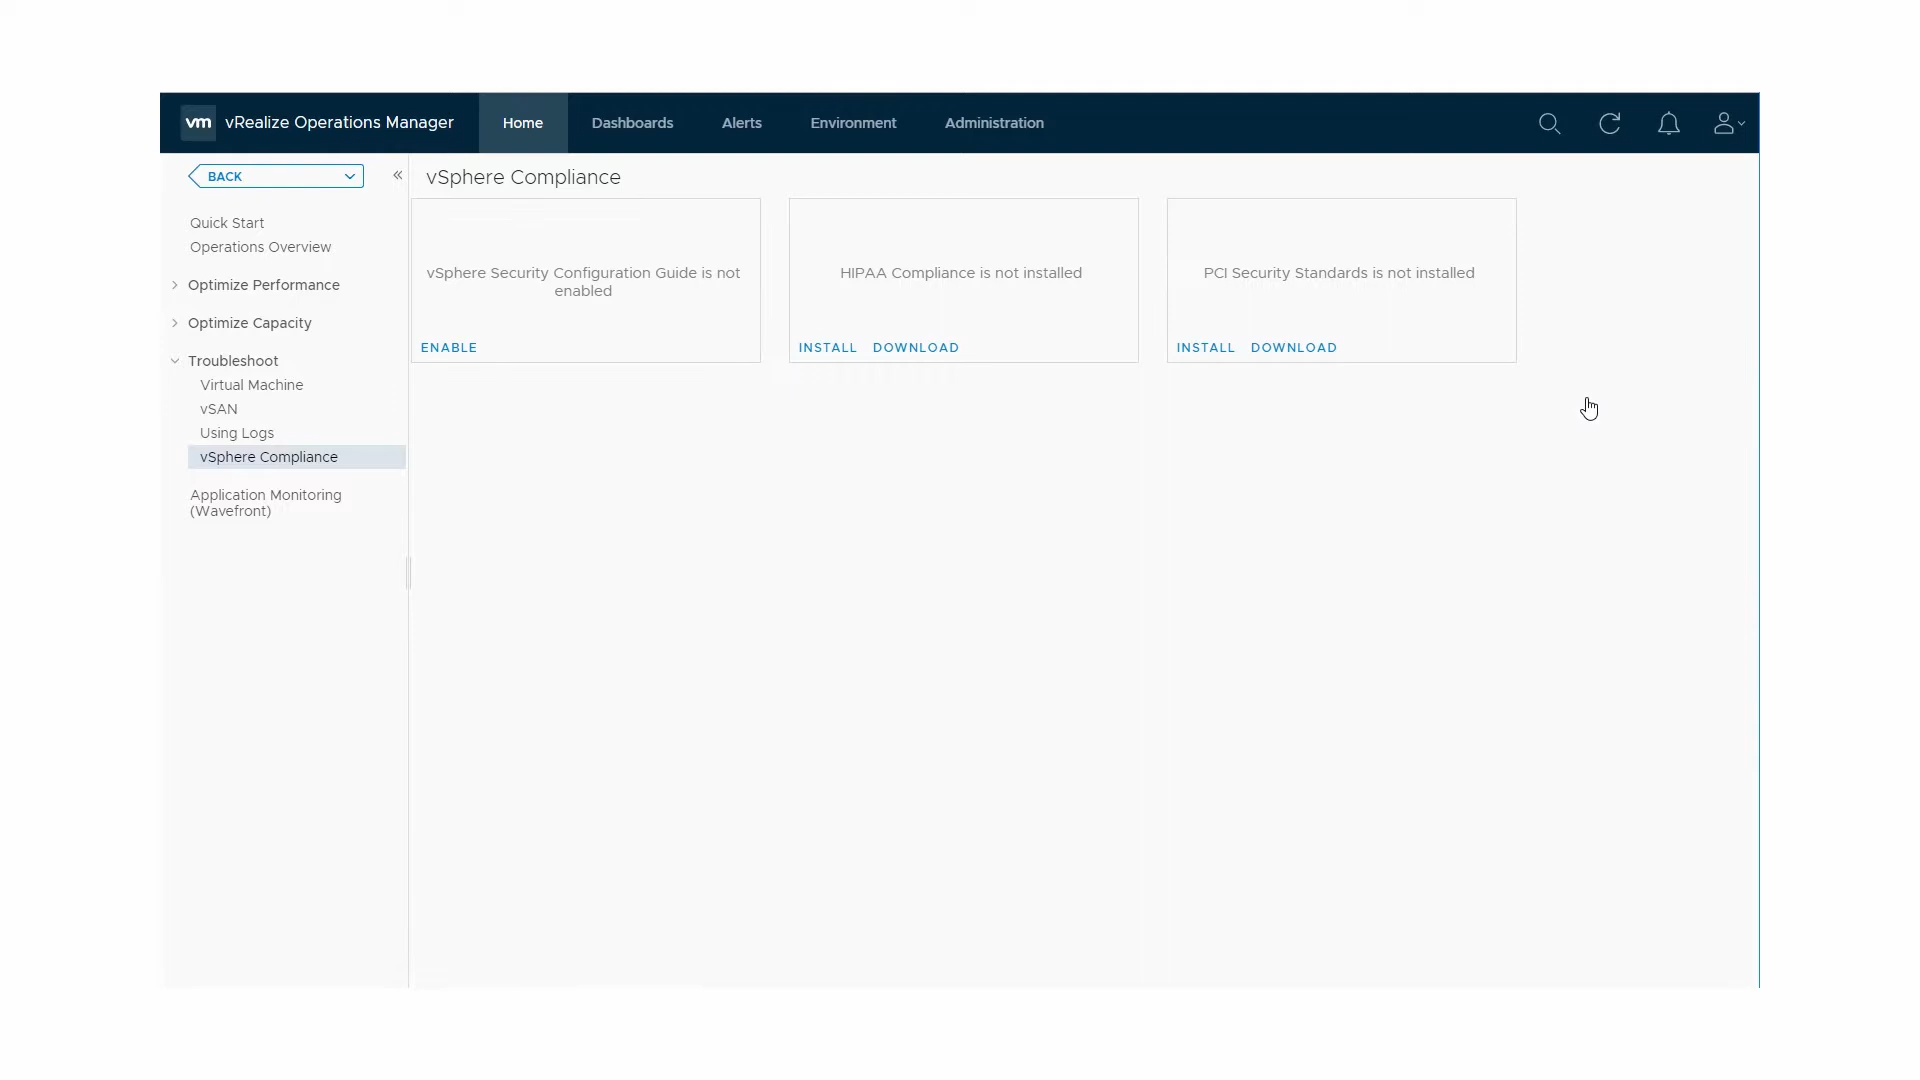 vm vRealize Operations Manager Home Dashboards Alerts Environment Administration
BACK
vSphere Compliance
Quick Start
Operations Overview
Optimize Performance
Optimize Capacity
Troubleshoot
Virtual Machine
vSAN
Using Logs
vSphere Compliance
Application Monitoring
(Wavefront)
vSphere Security Configuration Guide is not
enabled
ENABLE
HIPAA Compliance is not installed
INSTALL DOWNLOAD
PCI Security Standards is not installed
INSTALL DOWNLOAD